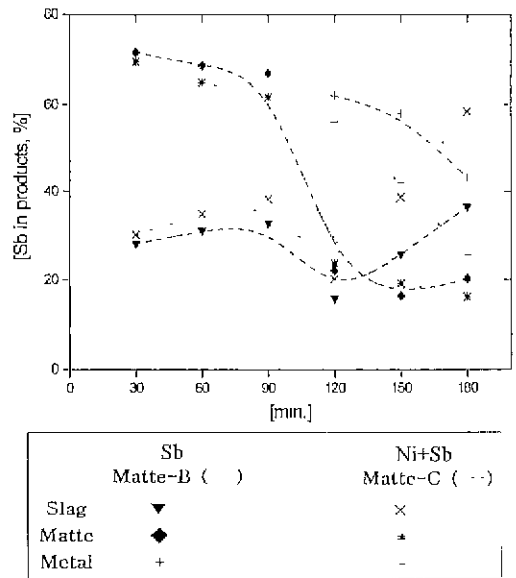 80
60
40
20
0
[Sb in products, %]
0 30 60 90 120 150 180
[min.]
Sb Ni+Sb
Matte-B ( ) Matte-C ( -- )
Slag
Matte
Metal